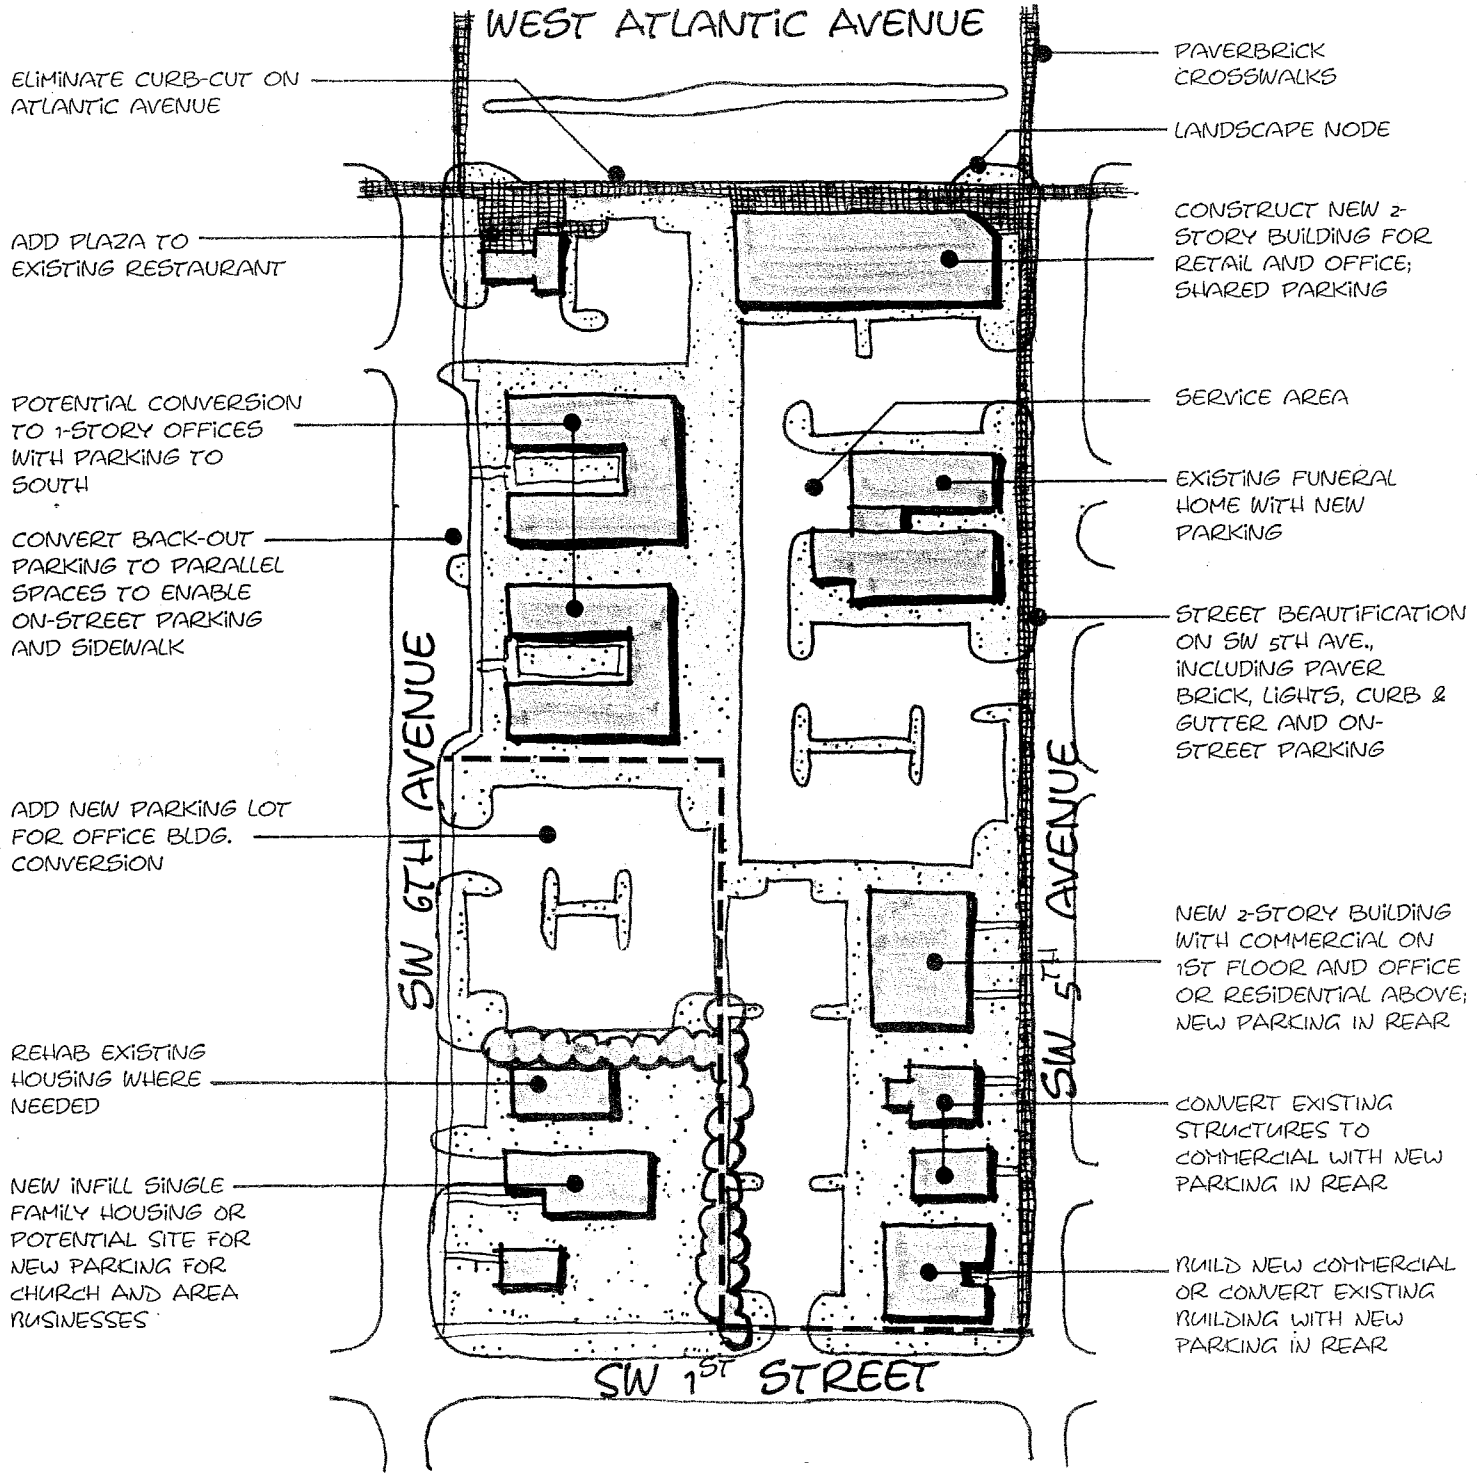 WEST ATLANTIC AVENUE
ELIMINATE CURB-CUT ON
ATLANTIC AVENUE
ADD PLAZA TO
EXISTING RESTAURANT
POTENTIAL CONVERSION
TO 1-STORY OFFICES
WITH PARKING TO
SOUTH
CONVERT BACK-OUT
PARKING TO PARALLEL
SPACES TO ENABLE
ON-STREET PARKING
AND SIDEWALK
ADD NEW PARKING LOT
FOR OFFICE BLDG.
CONVERSION
REHAB EXISTING
HOUSING WHERE
NEEDED
NEW INFILL SINGLE
FAMILY HOUSING OR
POTENTIAL SITE FOR
NEW PARKING FOR
CHURCH AND AREA
BUSINESSES
SW 6TH AVENUE
PAVERBRICK
CROSSWALKS
LANDSCAPE NODE
CONSTRUCT NEW 2-
STORY BUILDING FOR
RETAIL AND OFFICE;
SHARED PARKING
SERVICE AREA
EXISTING FUNERAL
HOME WITH NEW
PARKING
STREET BEAUTIFICATION
ON SW 5TH AVE.,
INCLUDING PAVER
BRICK, LIGHTS, CURB &
GUTTER AND ON-
STREET PARKING
SW 5TH AVENUE
NEW 2-STORY BUILDING
WITH COMMERCIAL ON
1ST FLOOR AND OFFICE
OR RESIDENTIAL ABOVE;
NEW PARKING IN REAR
CONVERT EXISTING
STRUCTURES TO
COMMERCIAL WITH NEW
PARKING IN REAR
BUILD NEW COMMERCIAL
OR CONVERT EXISTING
BUILDING WITH NEW
PARKING IN REAR
SW 1ST STREET